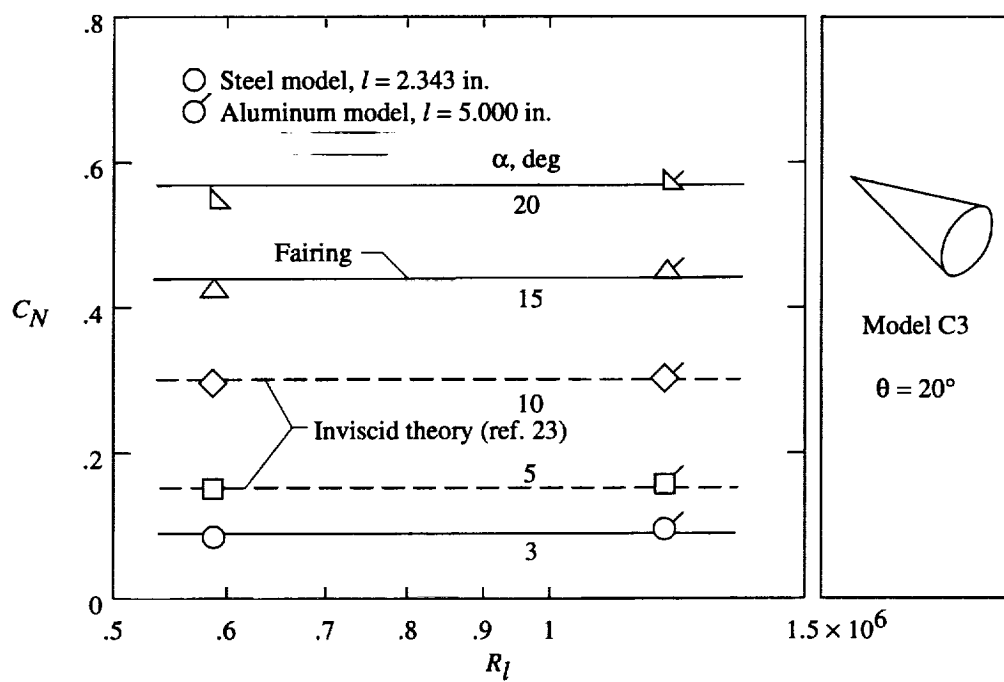 .8
Steel model, l = 2.343 in.
Aluminum model, l = 5.000 in.
.6
α, deg
20
Fairing
15
C_N
.4
Model C3
θ = 20°
10
Inviscid theory (ref. 23)
.2
5
3
0
.5 .6 .7 .8 .9 1 1.5 × 10⁶
R_l